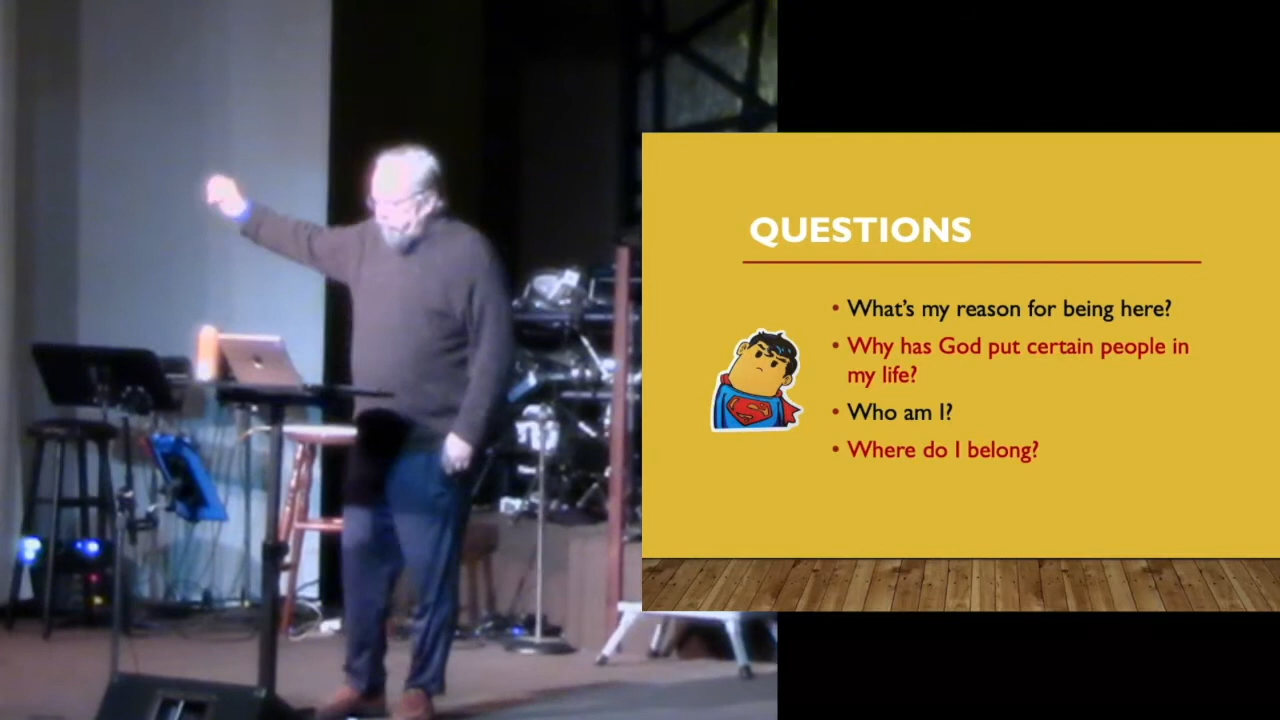 QUESTIONS
• What's my reason for being here?
• Why has God put certain people in
my life?
• Who am I?
• Where do I belong?